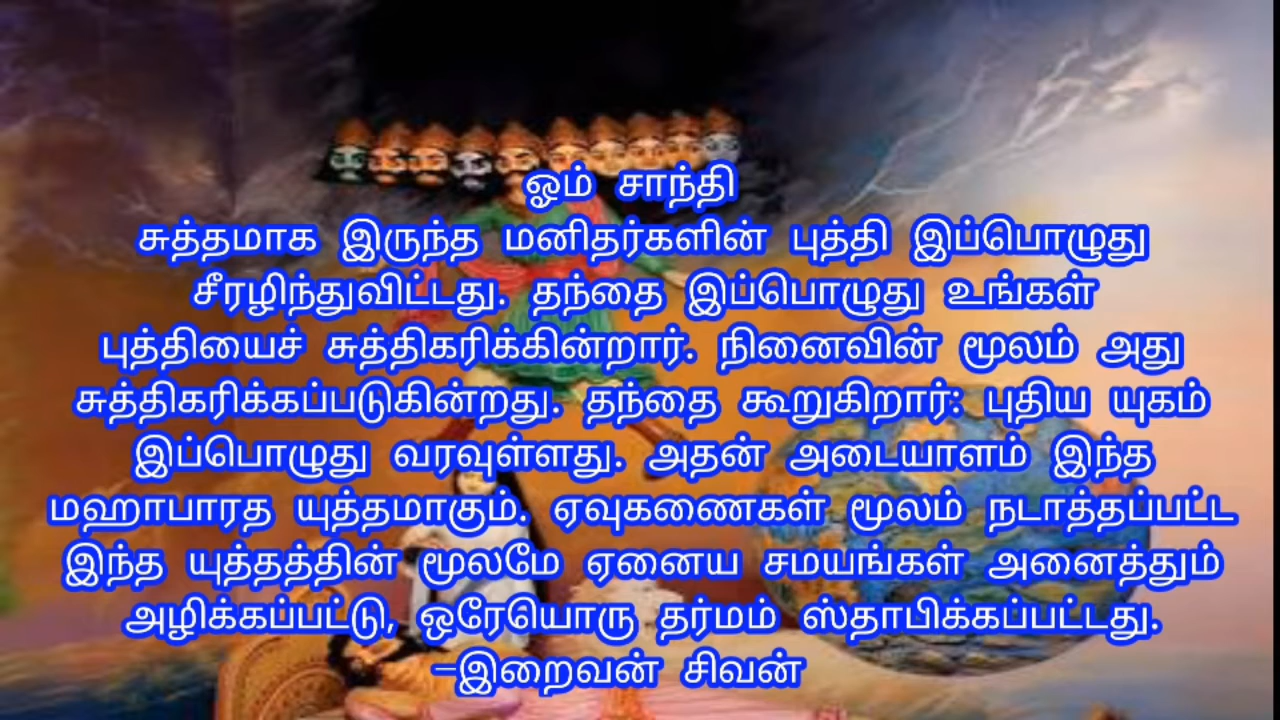 ஓம் சாந்தி
சுத்தமாக இருந்த மனிதர்களின் புத்தி இப்பொழுது
சீரழிந்துவிட்டது. தந்தை இப்பொழுது உங்கள்
புத்தியைச் சுத்திகரிக்கின்றார். நினைவின் மூலம் அது
சுத்திகரிக்கப்படுகின்றது. தந்தை கூறுகிறார்: புதிய யுகம்
இப்பொழுது வரவுள்ளது. அதன் அடையாளம் இந்த
மஹாபாரத யுத்தமாகும். ஏவுகணைகள் மூலம் நடாத்தப்பட்ட
இந்த யுத்தத்தின் மூலமே ஏனைய சமயங்கள் அனைத்தும்
அழிக்கப்பட்டு, ஒரேயொரு தர்மம் ஸ்தாபிக்கப்பட்டது.
–இறைவன் சிவன்